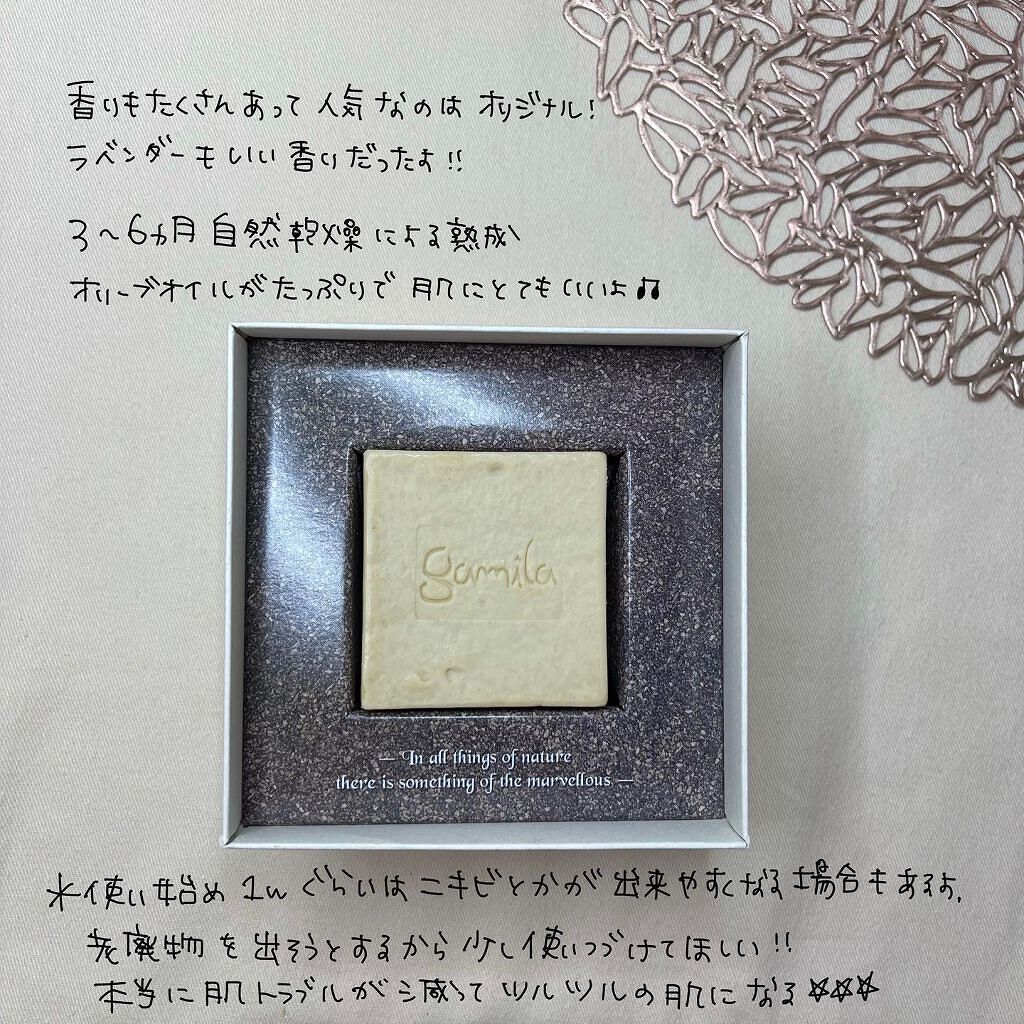 香りもたくさんあって人気なのは オリジナル!
ラベンダーもいい香りだったよ!!
3〜6ヵ月 自然乾燥による熟成
オリーブオイルがたっぷりで 肌にとてもいいよ♫
gamila
— In all things of nature
there is something of the marvellous —
*使い始め 1w ぐらいは ニキビとかが 出来やすくなる場合もあるよ.
老廃物を出そうとするから少し使いつづけてほしい!!
本当に肌トラブルが減って ツルツルの肌になる☆☆☆